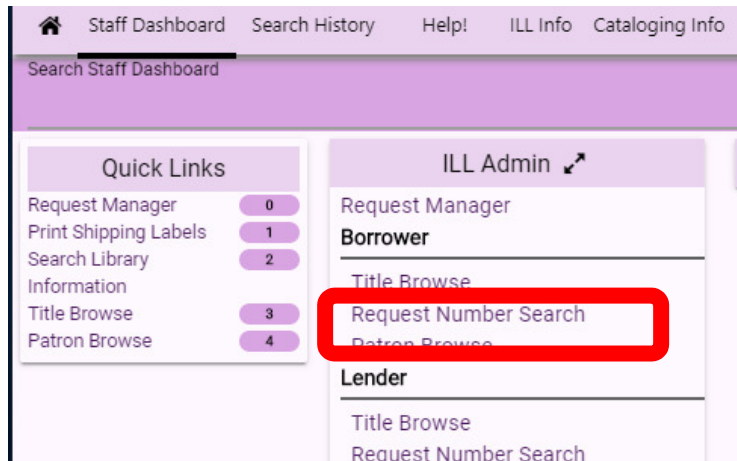 Staff Dashboard Search History Help! ILL Info Cataloging Info
Search Staff Dashboard
Quick Links
Request Manager 0
Print Shipping Labels 1
Search Library 2
Information
Title Browse 3
Patron Browse 4
ILL Admin
Request Manager
Borrower
Title Browse
Request Number Search
Patron Browse
Lender
Title Browse
Request Number Search